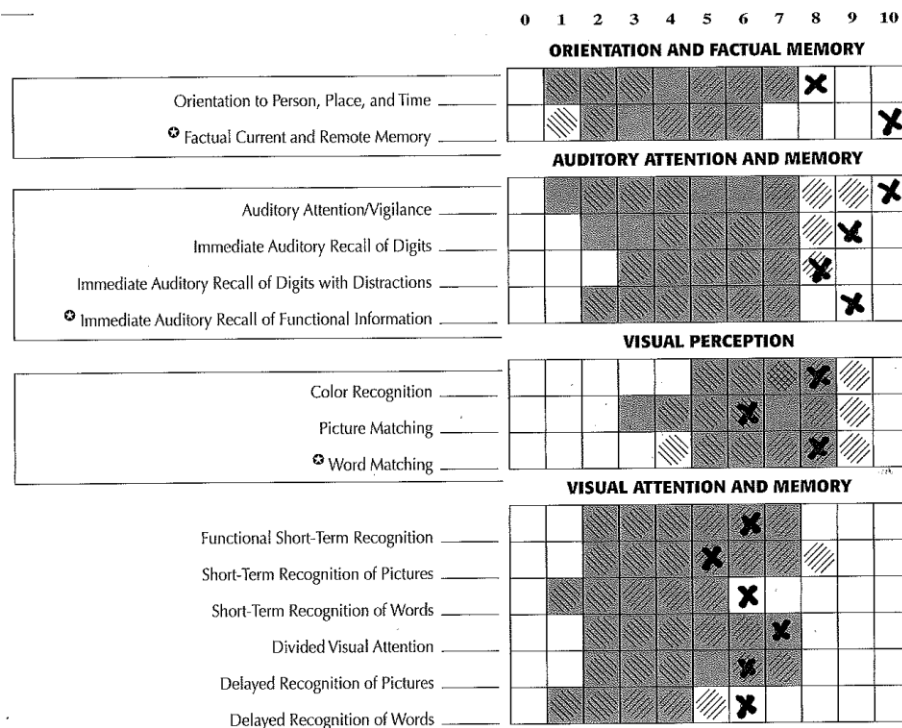 0 1 2 3 4 5 6 7 8 9 10
ORIENTATION AND FACTUAL MEMORY
Orientation to Person, Place, and Time
✪ Factual Current and Remote Memory
AUDITORY ATTENTION AND MEMORY
Auditory Attention/Vigilance
Immediate Auditory Recall of Digits
Immediate Auditory Recall of Digits with Distractions
✪ Immediate Auditory Recall of Functional Information
VISUAL PERCEPTION
Color Recognition
Picture Matching
✪ Word Matching
VISUAL ATTENTION AND MEMORY
Functional Short-Term Recognition
Short-Term Recognition of Pictures
Short-Term Recognition of Words
Divided Visual Attention
Delayed Recognition of Pictures
Delayed Recognition of Words